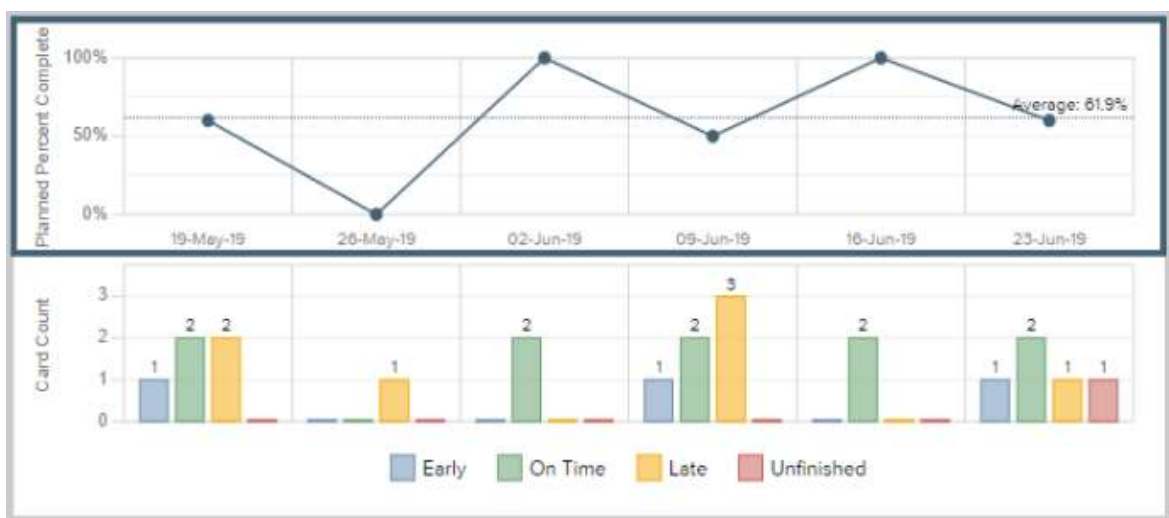 Planned Percent Complete
100%
50%
0%
Average: 61.9%
19-May-19 26-May-19 02-Jun-19 09-Jun-19 16-Jun-19 23-Jun-19
Card Count
3
2
1
0
1 2 2
1
2
1 2 3
2
1 2 1 1
Early On Time Late Unfinished